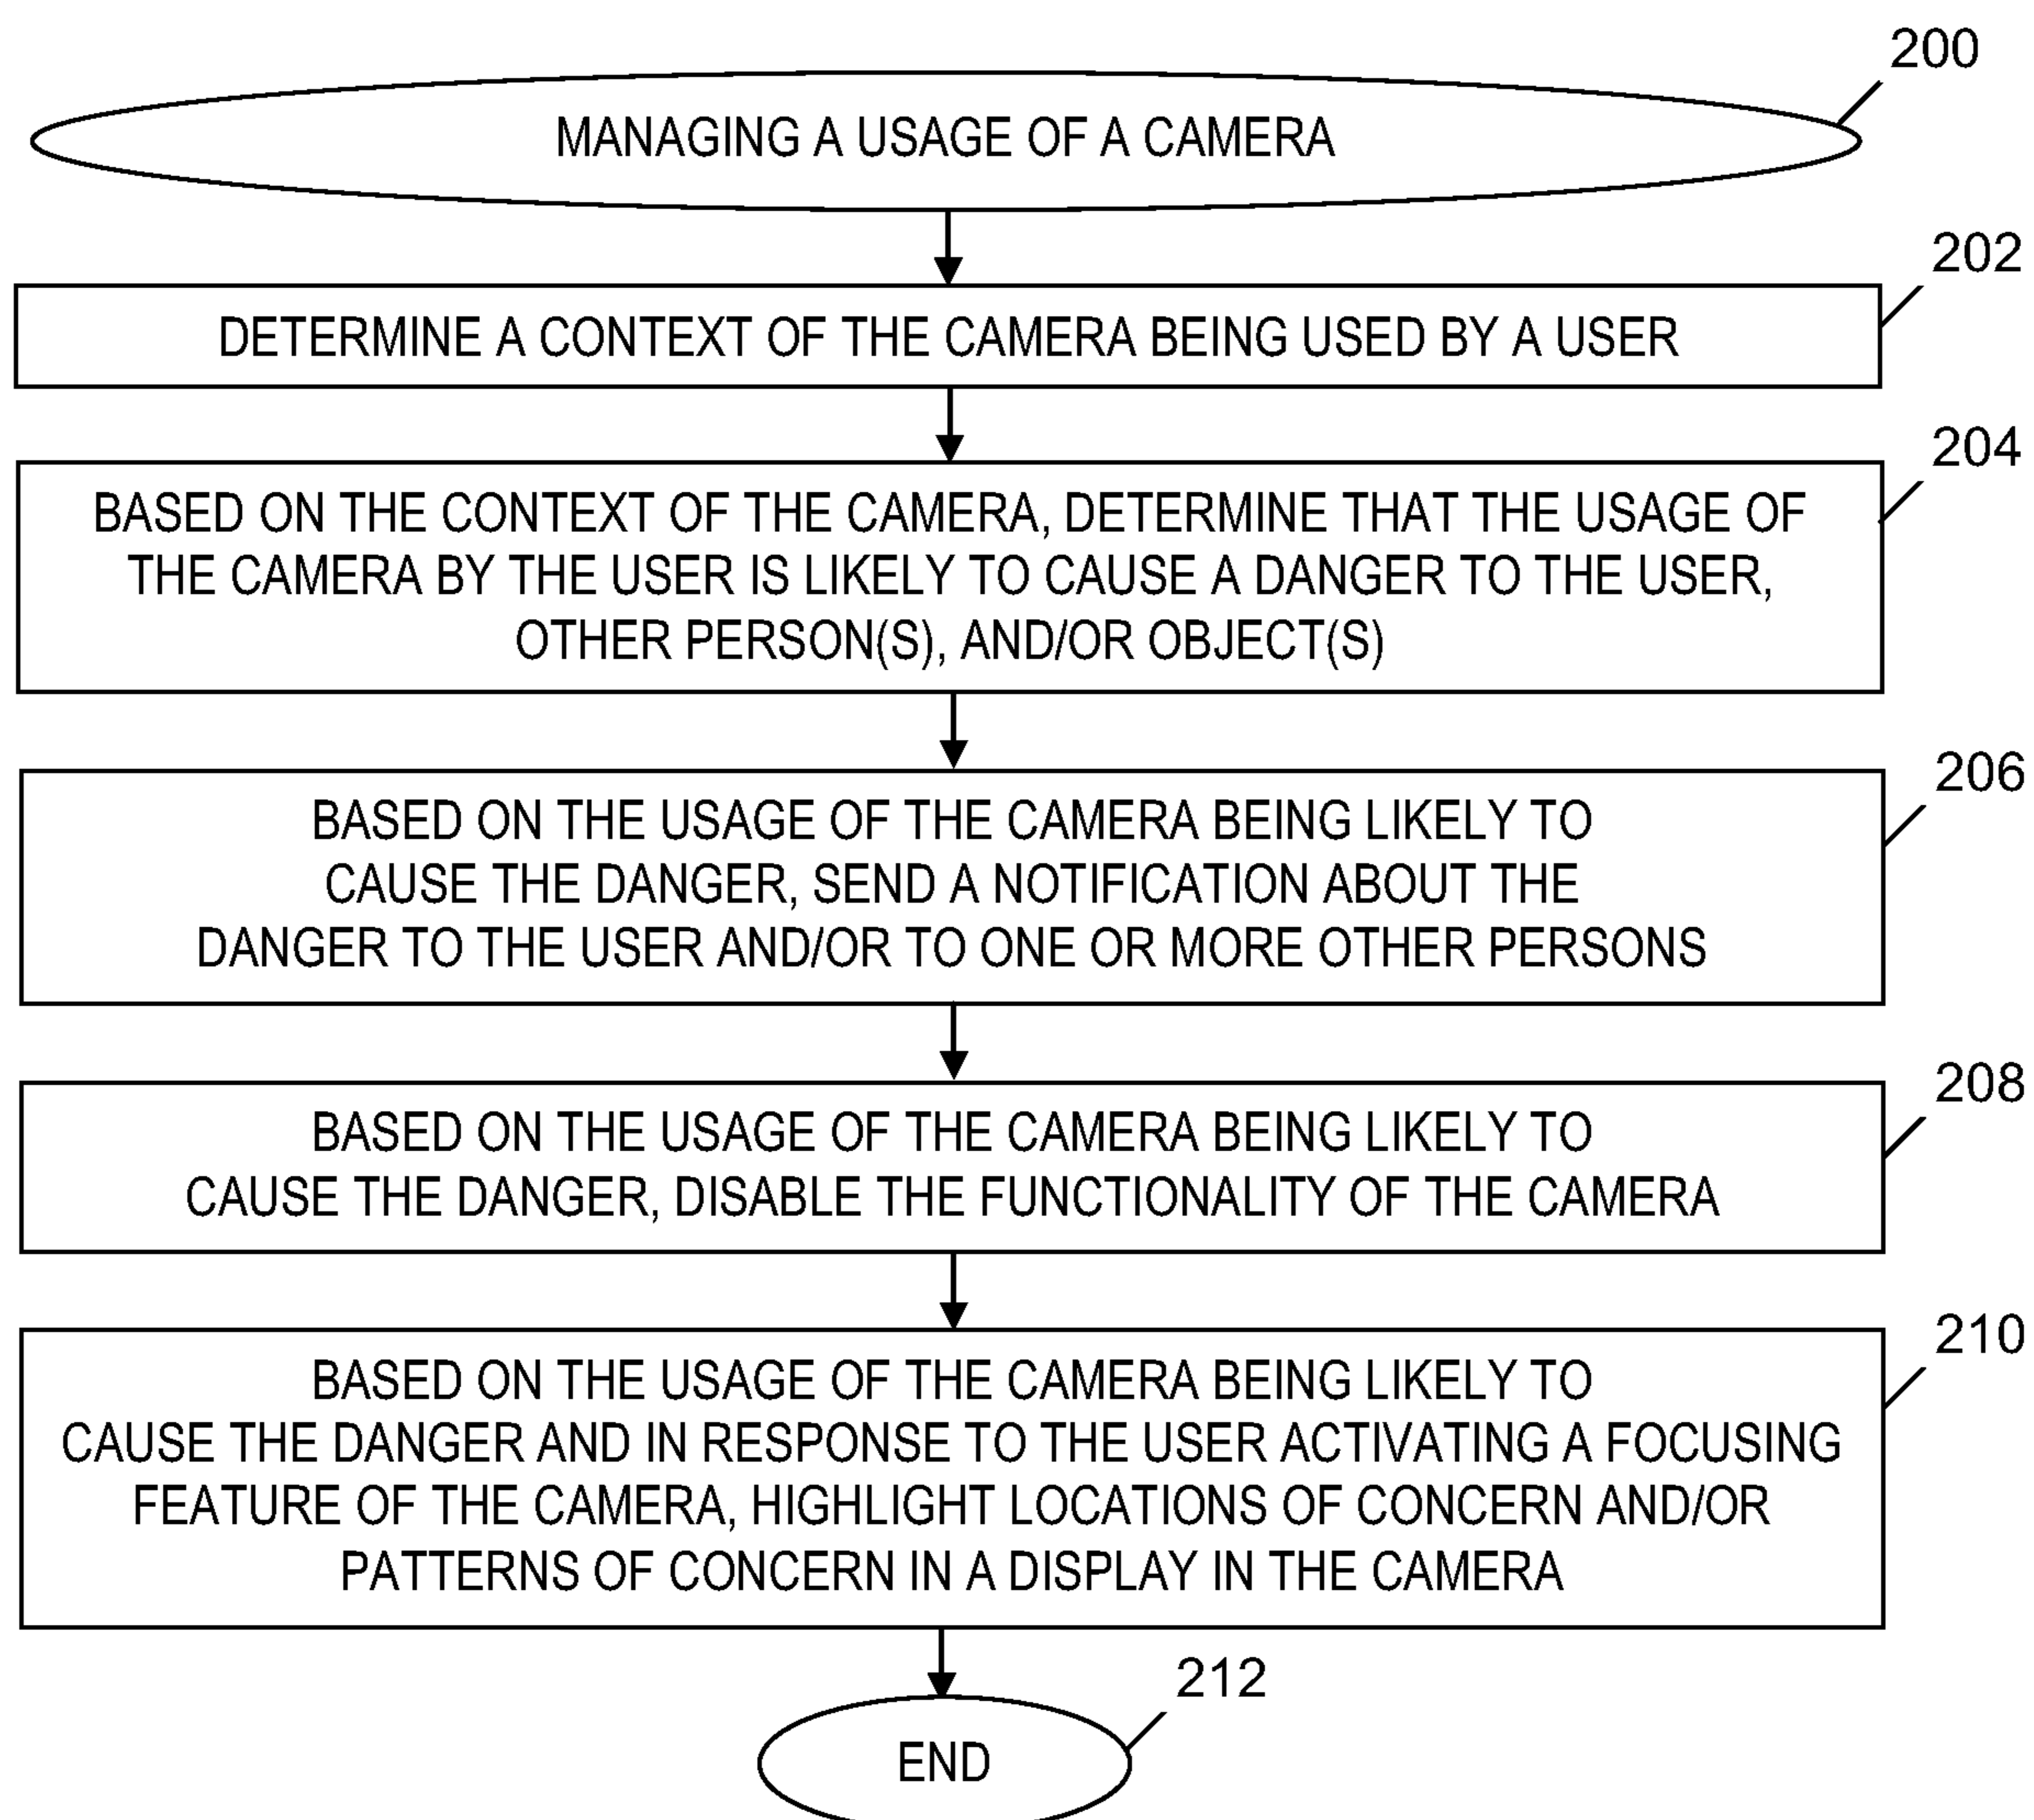 200
MANAGING A USAGE OF A CAMERA
202
DETERMINE A CONTEXT OF THE CAMERA BEING USED BY A USER
204
BASED ON THE CONTEXT OF THE CAMERA, DETERMINE THAT THE USAGE OF
THE CAMERA BY THE USER IS LIKELY TO CAUSE A DANGER TO THE USER,
OTHER PERSON(S), AND/OR OBJECT(S)
206
BASED ON THE USAGE OF THE CAMERA BEING LIKELY TO
CAUSE THE DANGER, SEND A NOTIFICATION ABOUT THE
DANGER TO THE USER AND/OR TO ONE OR MORE OTHER PERSONS
208
BASED ON THE USAGE OF THE CAMERA BEING LIKELY TO
CAUSE THE DANGER, DISABLE THE FUNCTIONALITY OF THE CAMERA
210
BASED ON THE USAGE OF THE CAMERA BEING LIKELY TO
CAUSE THE DANGER AND IN RESPONSE TO THE USER ACTIVATING A FOCUSING
FEATURE OF THE CAMERA, HIGHLIGHT LOCATIONS OF CONCERN AND/OR
PATTERNS OF CONCERN IN A DISPLAY IN THE CAMERA
212
END